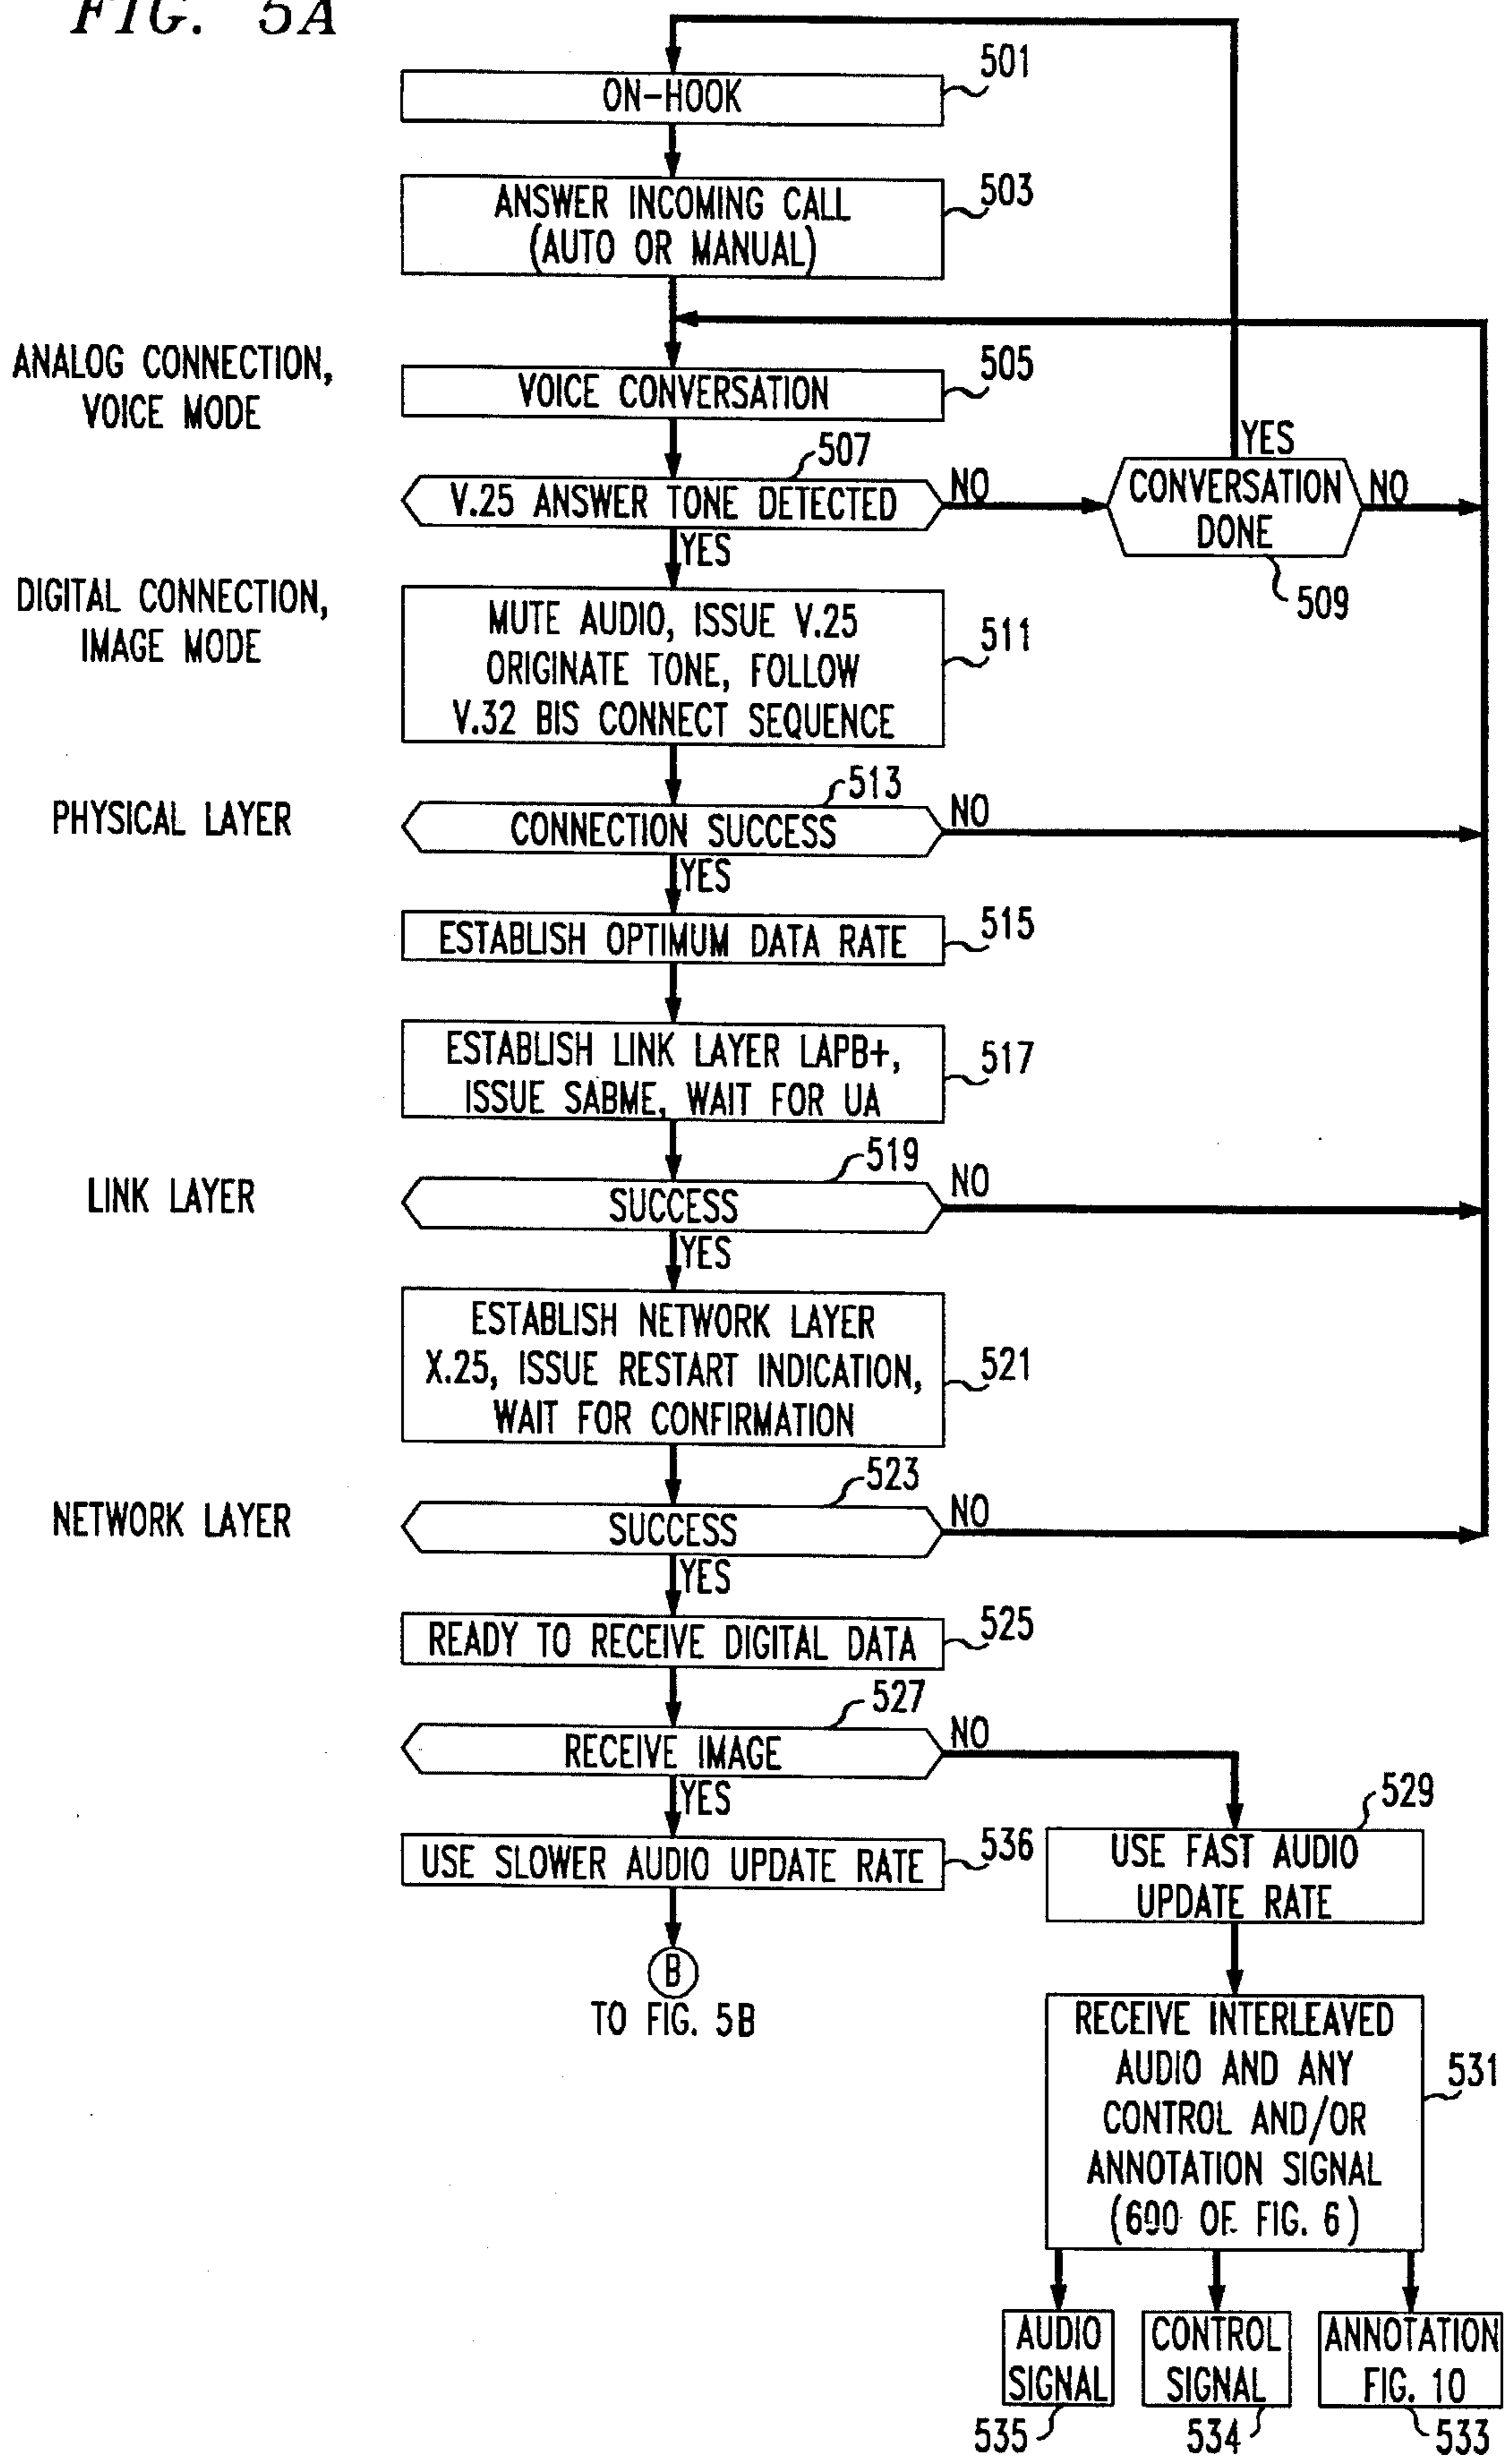 FIG. 5A
501
ON-HOOK
503
ANSWER INCOMING CALL
(AUTO OR MANUAL)
ANALOG CONNECTION,
VOICE MODE
505
VOICE CONVERSATION
507
V.25 ANSWER TONE DETECTED
NO
YES
YES
CONVERSATION
DONE
NO
509
DIGITAL CONNECTION,
IMAGE MODE
MUTE AUDIO, ISSUE V.25
ORIGINATE TONE, FOLLOW
V.32 BIS CONNECT SEQUENCE
511
PHYSICAL LAYER
513
CONNECTION SUCCESS
NO
YES
ESTABLISH OPTIMUM DATA RATE
515
ESTABLISH LINK LAYER LAPB+,
ISSUE SABME, WAIT FOR UA
517
LINK LAYER
519
SUCCESS
NO
YES
ESTABLISH NETWORK LAYER
X.25, ISSUE RESTART INDICATION,
WAIT FOR CONFIRMATION
521
NETWORK LAYER
523
SUCCESS
NO
YES
READY TO RECEIVE DIGITAL DATA
525
527
RECEIVE IMAGE
NO
YES
USE SLOWER AUDIO UPDATE RATE
536
B
TO FIG. 5B
529
USE FAST AUDIO
UPDATE RATE
RECEIVE INTERLEAVED
AUDIO AND ANY
CONTROL AND/OR
ANNOTATION SIGNAL
(600 OF FIG. 6)
531
AUDIO
SIGNAL
535
CONTROL
SIGNAL
534
ANNOTATION
FIG. 10
533